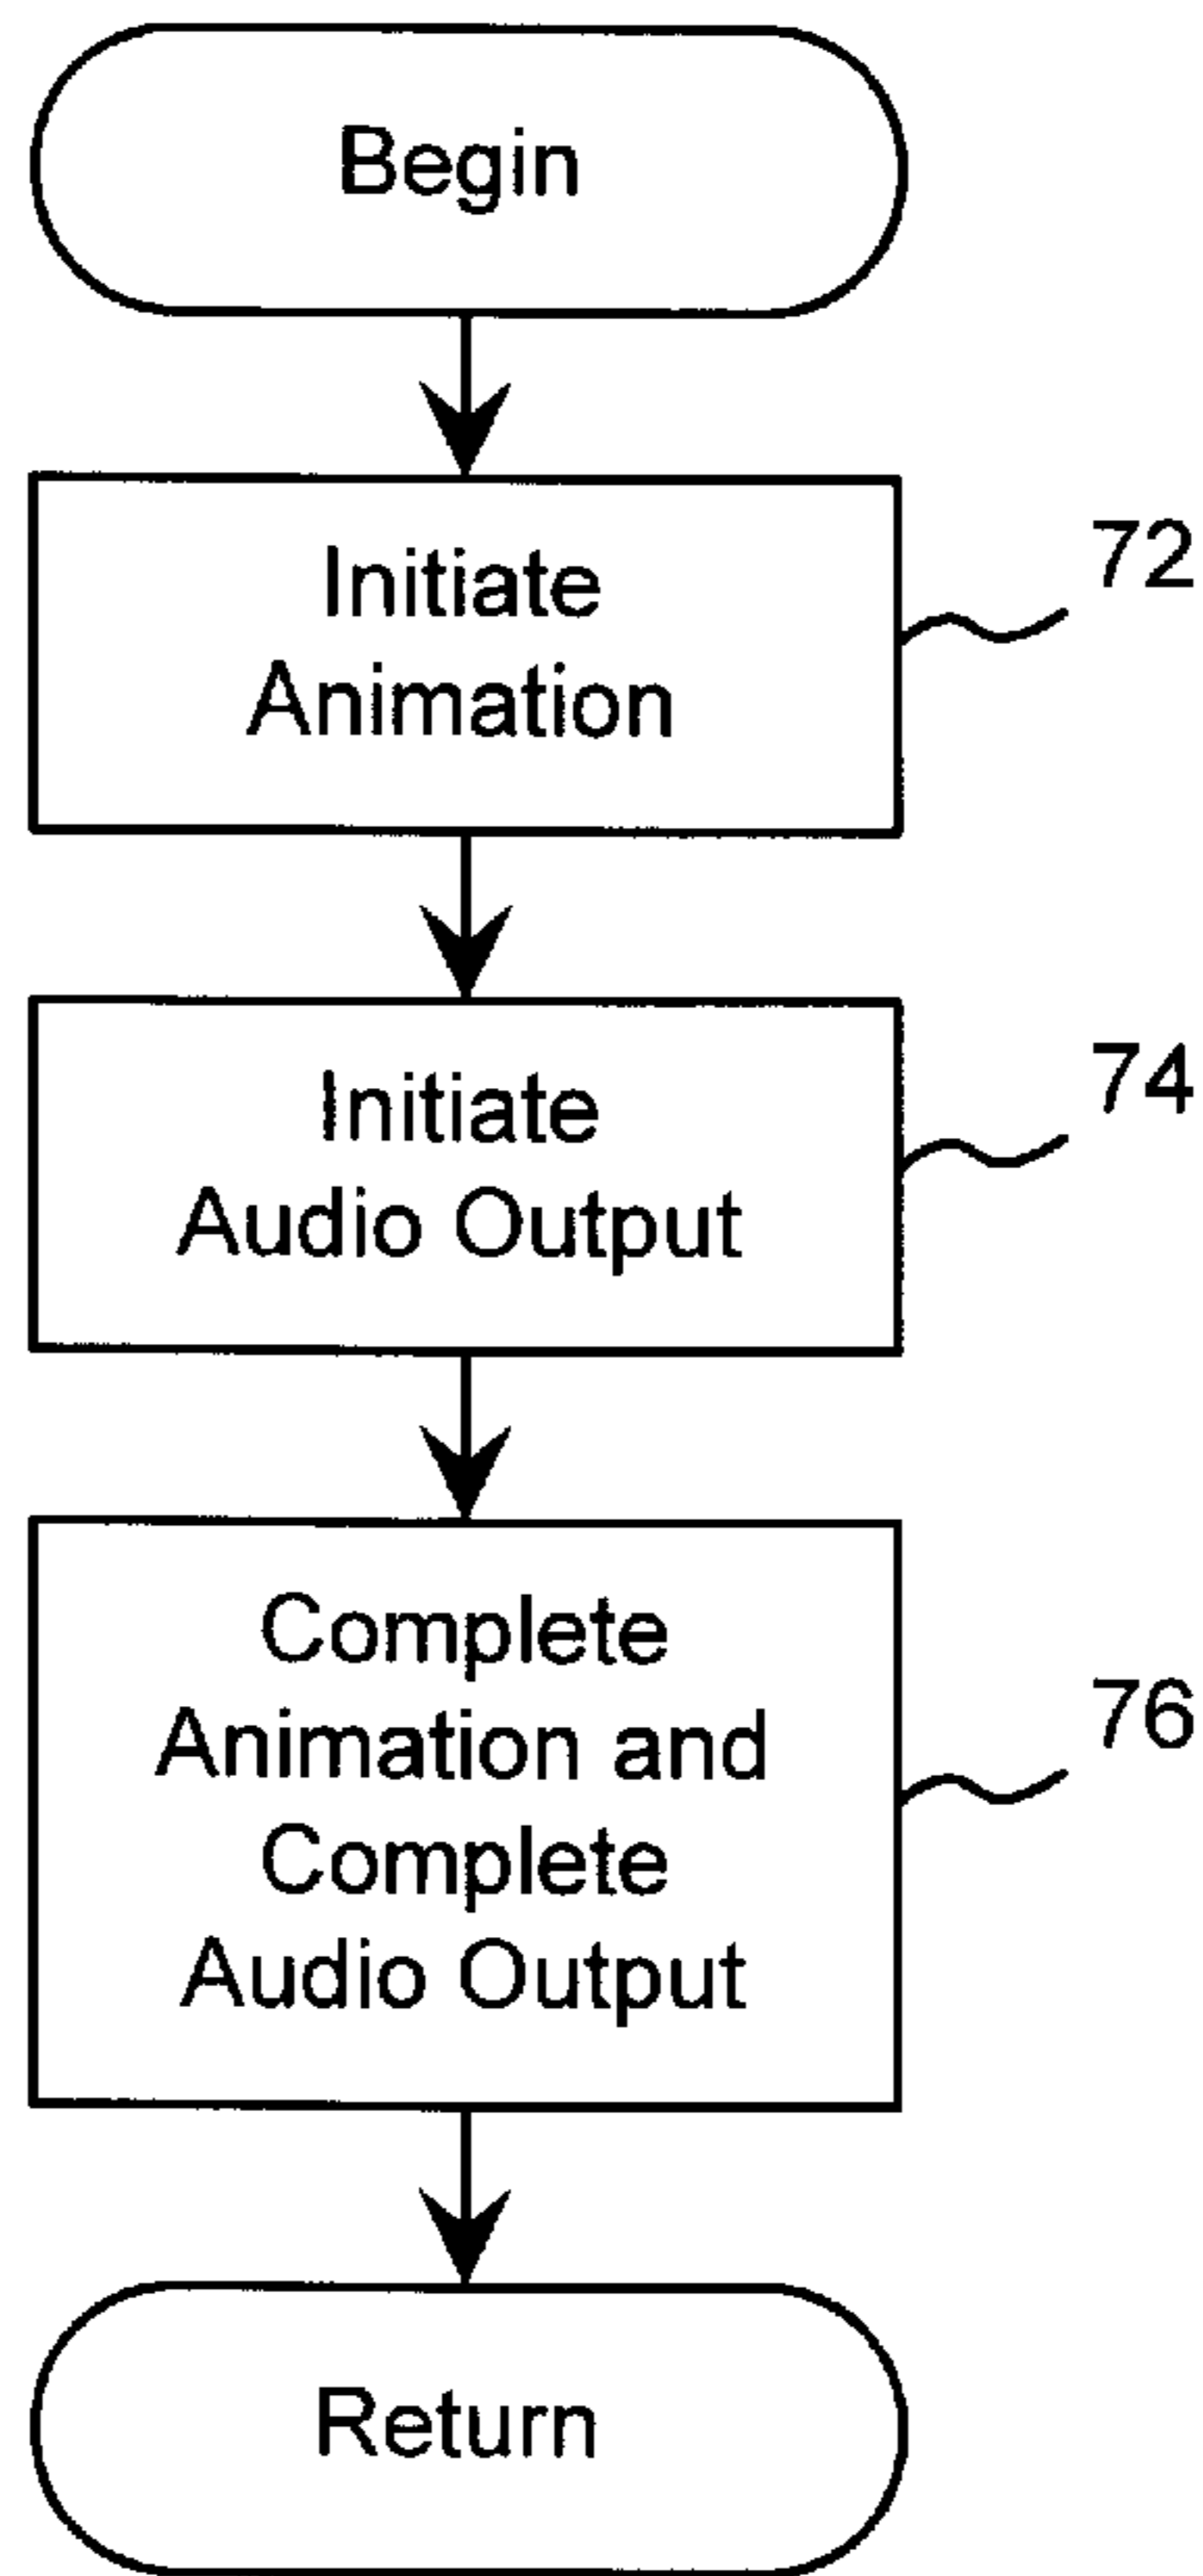 Begin
Initiate
Animation
72
Initiate
Audio Output
74
Complete
Animation and
Complete
Audio Output
76
Return